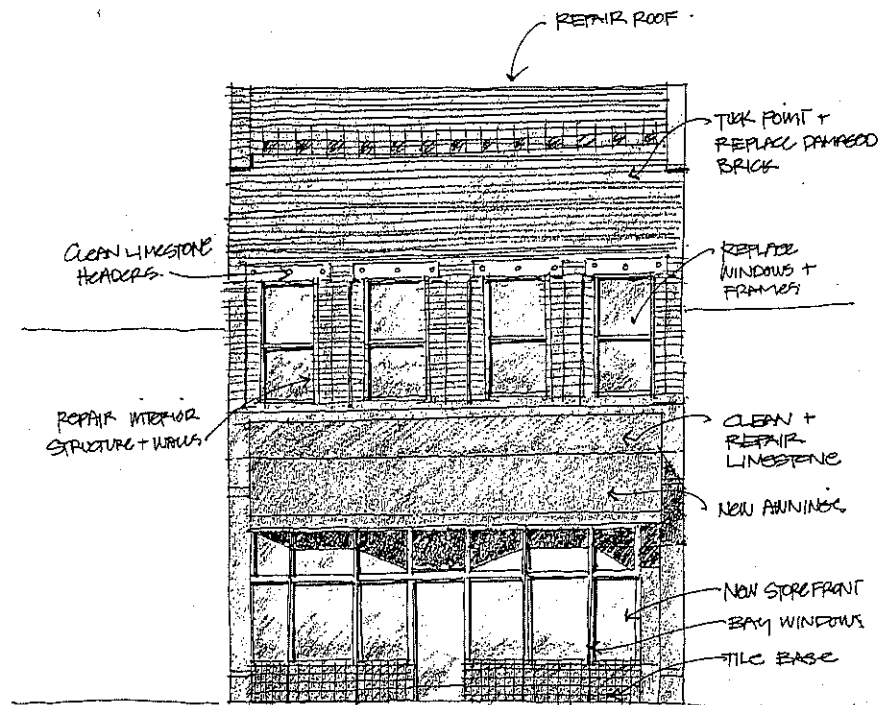 REPAIR ROOF.
TUCK POINT +
REPLACE DAMAGED
BRICK
CLEAN LIMESTONE
HEADERS.
REPLACE
WINDOWS +
FRAMES
REPAIR INTERIOR
STRUCTURE + WALLS
CLEAN +
REPAIR
LIMESTONE
NEW AWNINGS
NEW STOREFRONT
BAY WINDOWS
TILE BASE